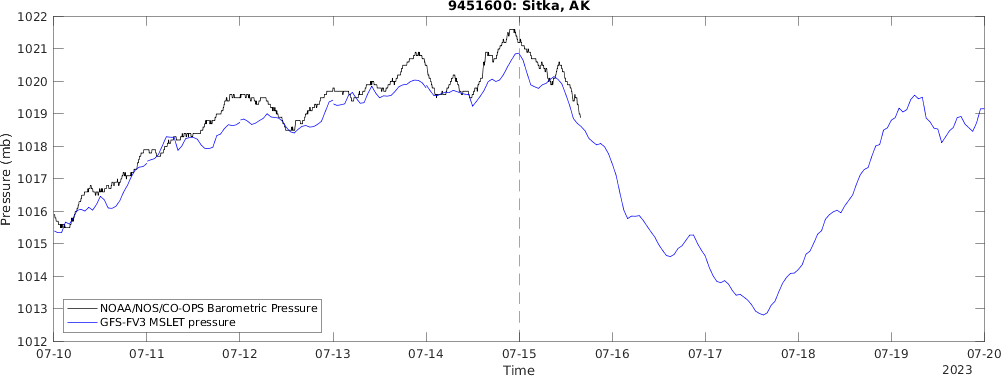 9451600: Sitka, AK
1022
1021
1020
1019
1018
1017
1016
1015
1014
1013
1012
Pressure (mb)
NOAA/NOS/CO-OPS Barometric Pressure
GFS-FV3 MSLET pressure
07-10 07-11 07-12 07-13 07-14 07-15 07-16 07-17 07-18 07-19 07-20
Time
2023